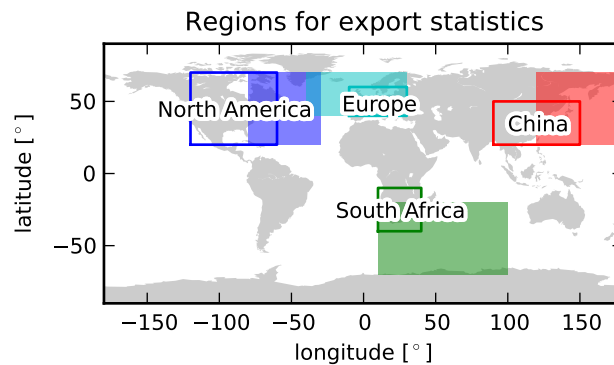 Regions for export statistics
latitude [°]
50
0
−50
North America
Europe
China
South Africa
−150 −100 −50 0 50 100 150
longitude [°]